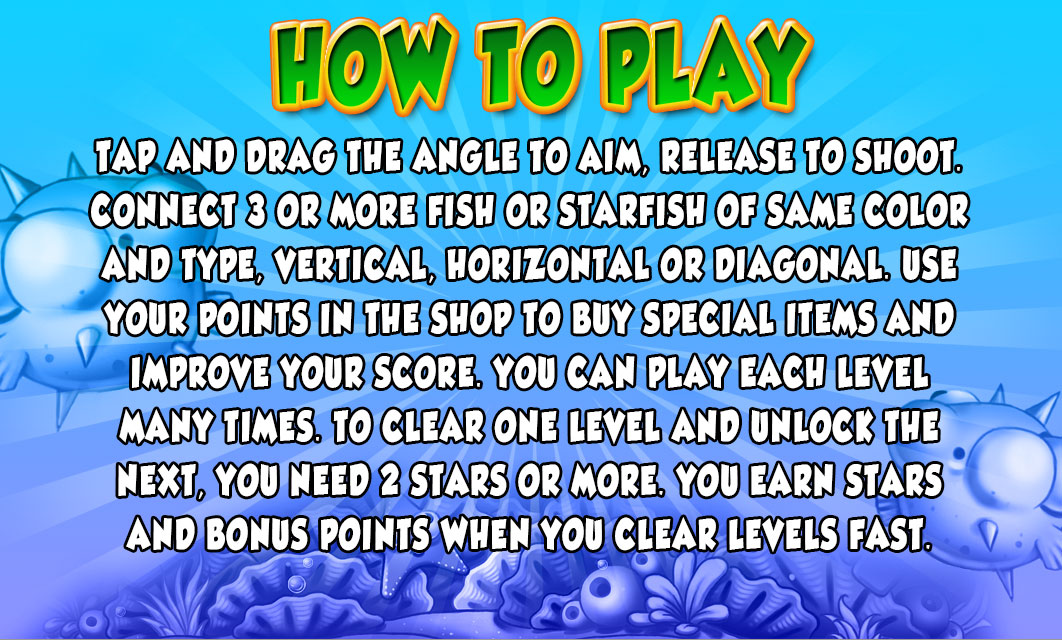 HOW TO PLAY
TAP AND DRAG THE ANGLE TO AIM, RELEASE TO SHOOT.
CONNECT 3 OR MORE FISH OR STARFISH OF SAME COLOR
AND TYPE, VERTICAL, HORIZONTAL OR DIAGONAL. USE
YOUR POINTS IN THE SHOP TO BUY SPECIAL ITEMS AND
IMPROVE YOUR SCORE. YOU CAN PLAY EACH LEVEL
MANY TIMES. TO CLEAR ONE LEVEL AND UNLOCK THE
NEXT, YOU NEED 2 STARS OR MORE. YOU EARN STARS
AND BONUS POINTS WHEN YOU CLEAR LEVELS FAST.